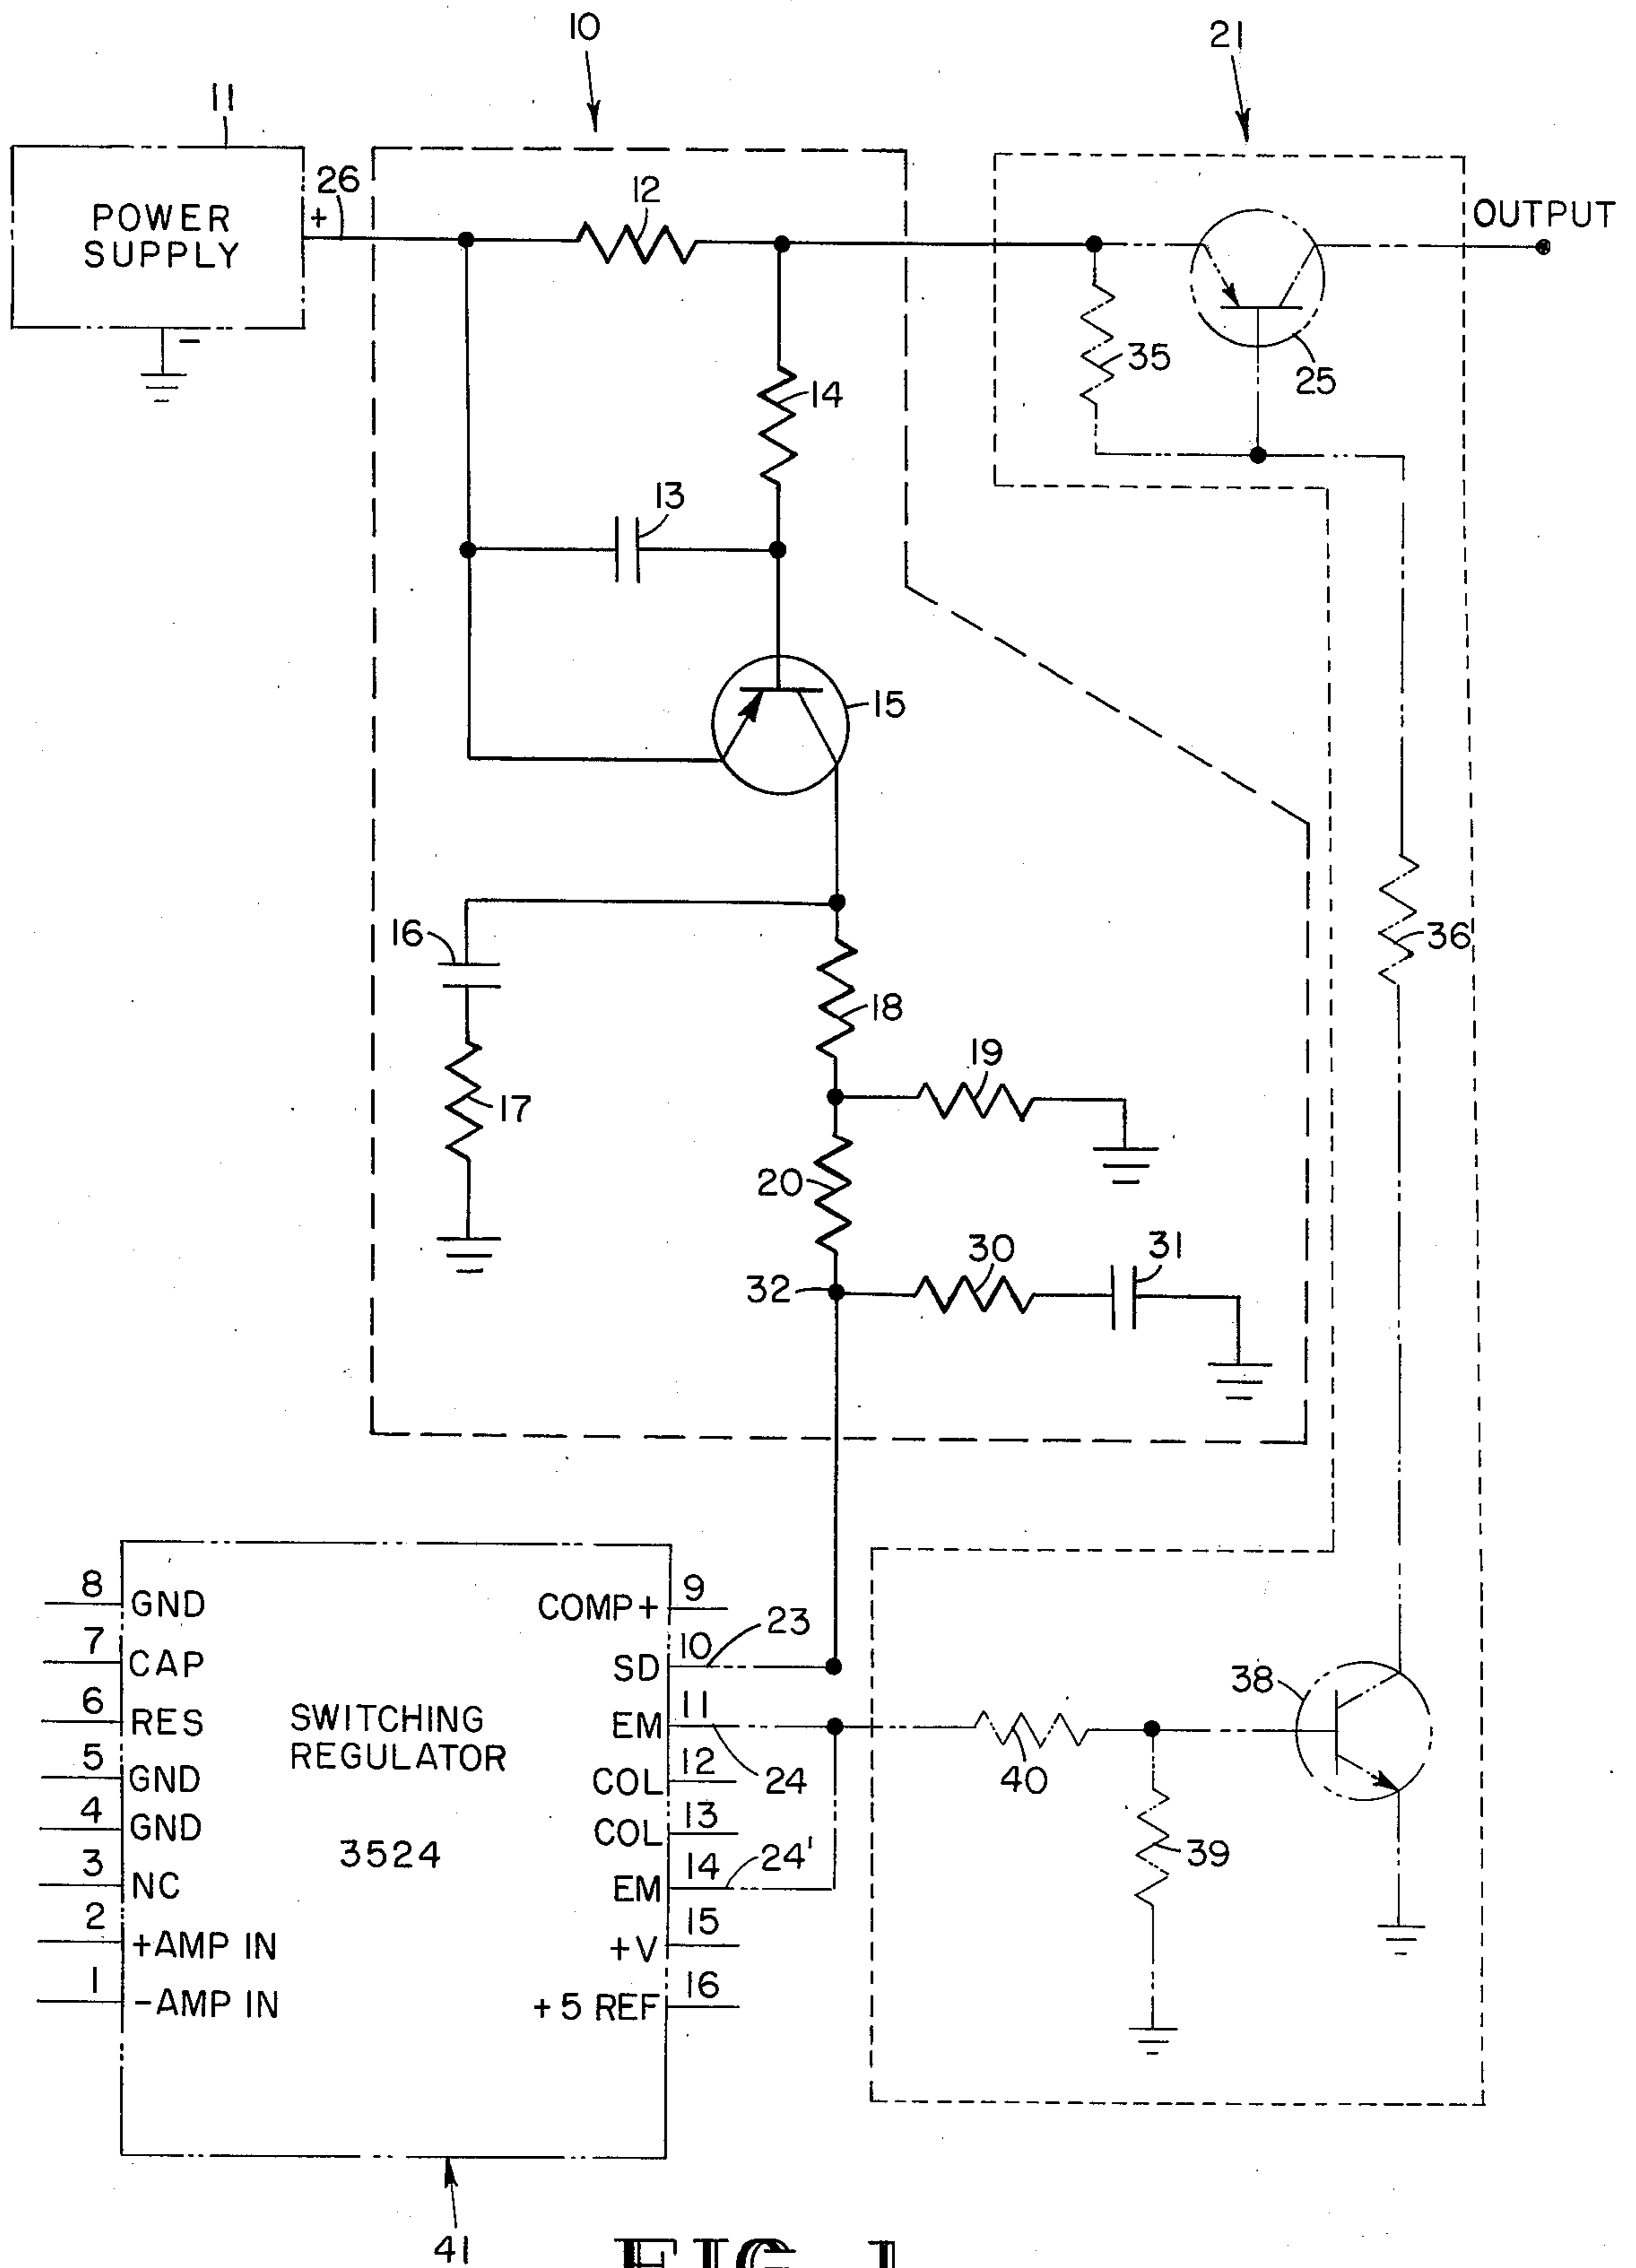 10
21
11
POWER
SUPPLY
+
26
-
12
OUTPUT
35
25
14
13
15
16
36
18
17
19
20
30
31
32
8 GND
7 CAP
6 RES
5 GND
4 GND
3 NC
2 +AMP IN
1 -AMP IN
SWITCHING
REGULATOR
3524
COMP+ 9
SD 10
EM 11
COL 12
COL 13
EM 14
+V 15
+5 REF 16
23
24
24'
38
40
39
41
FIG. 1